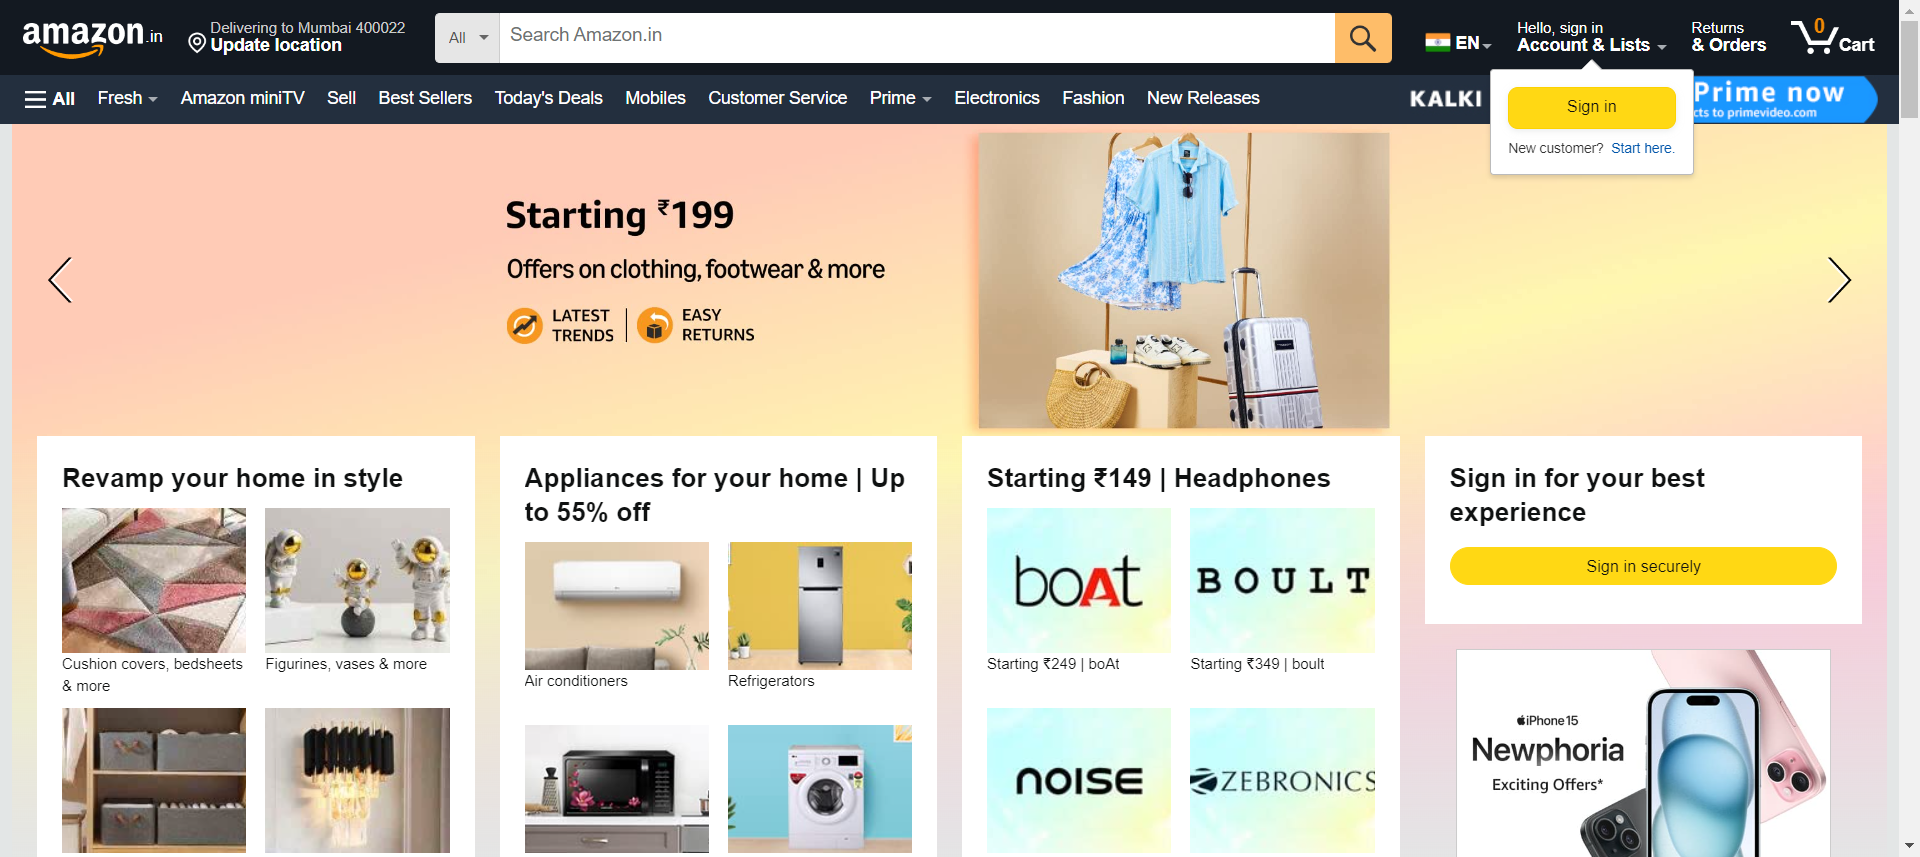 amazon.in
Delivering to Mumbai 400022
Update location
All
Search Amazon.in
EN
Hello, sign in
Account & Lists
Returns
& Orders
0
Cart
All
Fresh
Amazon miniTV
Sell
Best Sellers
Today's Deals
Mobiles
Customer Service
Prime
Electronics
Fashion
New Releases
KALKI
Prime now
cts to primevideo.com
Sign in
New customer? Start here.
Starting ₹199
Offers on clothing, footwear & more
LATEST
TRENDS
EASY
RETURNS
Revamp your home in style
Cushion covers, bedsheets
& more
Figurines, vases & more
Appliances for your home | Up
to 55% off
Air conditioners
Refrigerators
Starting ₹149 | Headphones
boAt
BOULT
Starting ₹249 | boAt
Starting ₹349 | boult
NOISE
ZEBRONICS
Sign in for your best
experience
Sign in securely
iPhone 15
Newphoria
Exciting Offers*